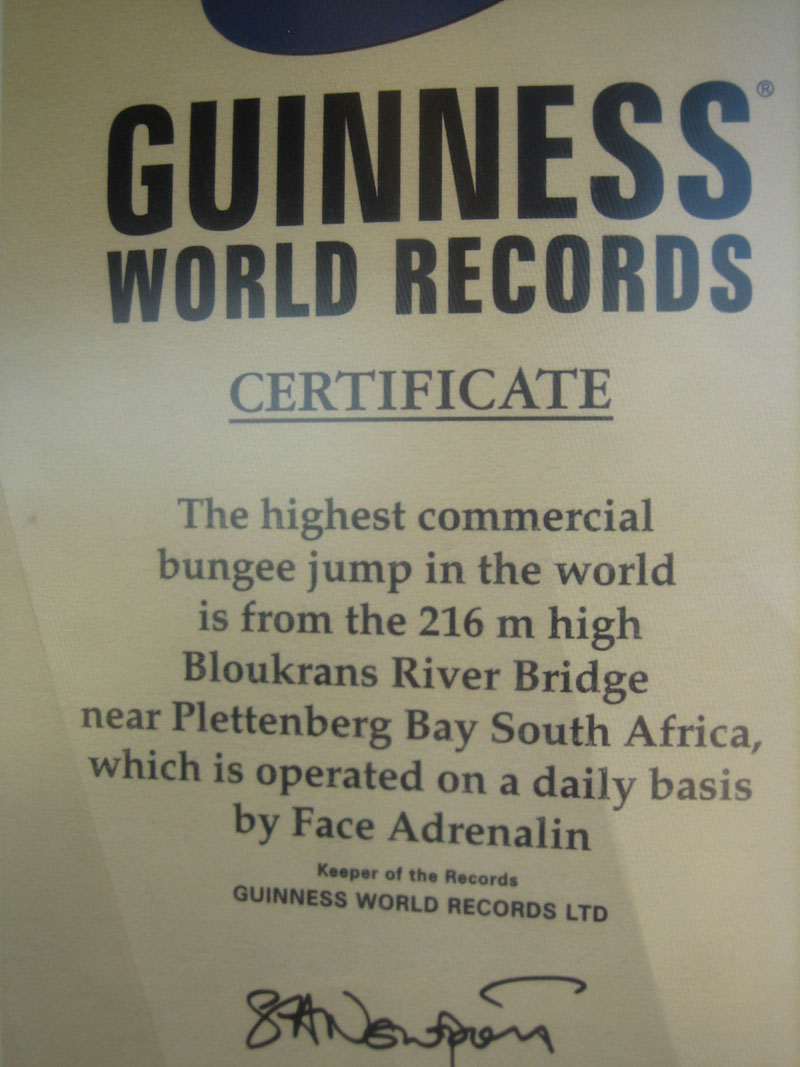 GUINNESS®
WORLD RECORDS
CERTIFICATE
The highest commercial
bungee jump in the world
is from the 216 m high
Bloukrans River Bridge
near Plettenberg Bay South Africa,
which is operated on a daily basis
by Face Adrenalin
Keeper of the Records
GUINNESS WORLD RECORDS LTD